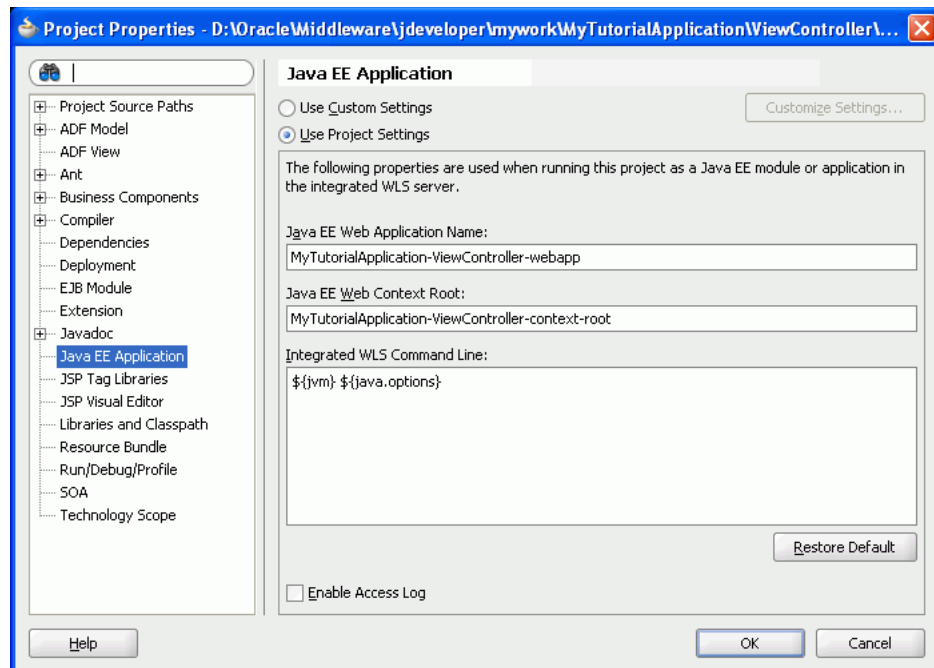 Project Properties - D:\Oracle\Middleware\jdeveloper\mywork\MyTutorialApplication\ViewController\...
Java EE Application
Project Source Paths
ADF Model
ADF View
Ant
Business Components
Compiler
Dependencies
Deployment
EJB Module
Extension
Javadoc
Java EE Application
JSP Tag Libraries
JSP Visual Editor
Libraries and Classpath
Resource Bundle
Run/Debug/Profile
SOA
Technology Scope
Use Custom Settings
Customize Settings...
Use Project Settings
The following properties are used when running this project as a Java EE module or application in
the integrated WLS server.
Java EE Web Application Name:
MyTutorialApplication-ViewController-webapp
Java EE Web Context Root:
MyTutorialApplication-ViewController-context-root
Integrated WLS Command Line:
${jvm} ${java.options}
Restore Default
Enable Access Log
Help
OK
Cancel